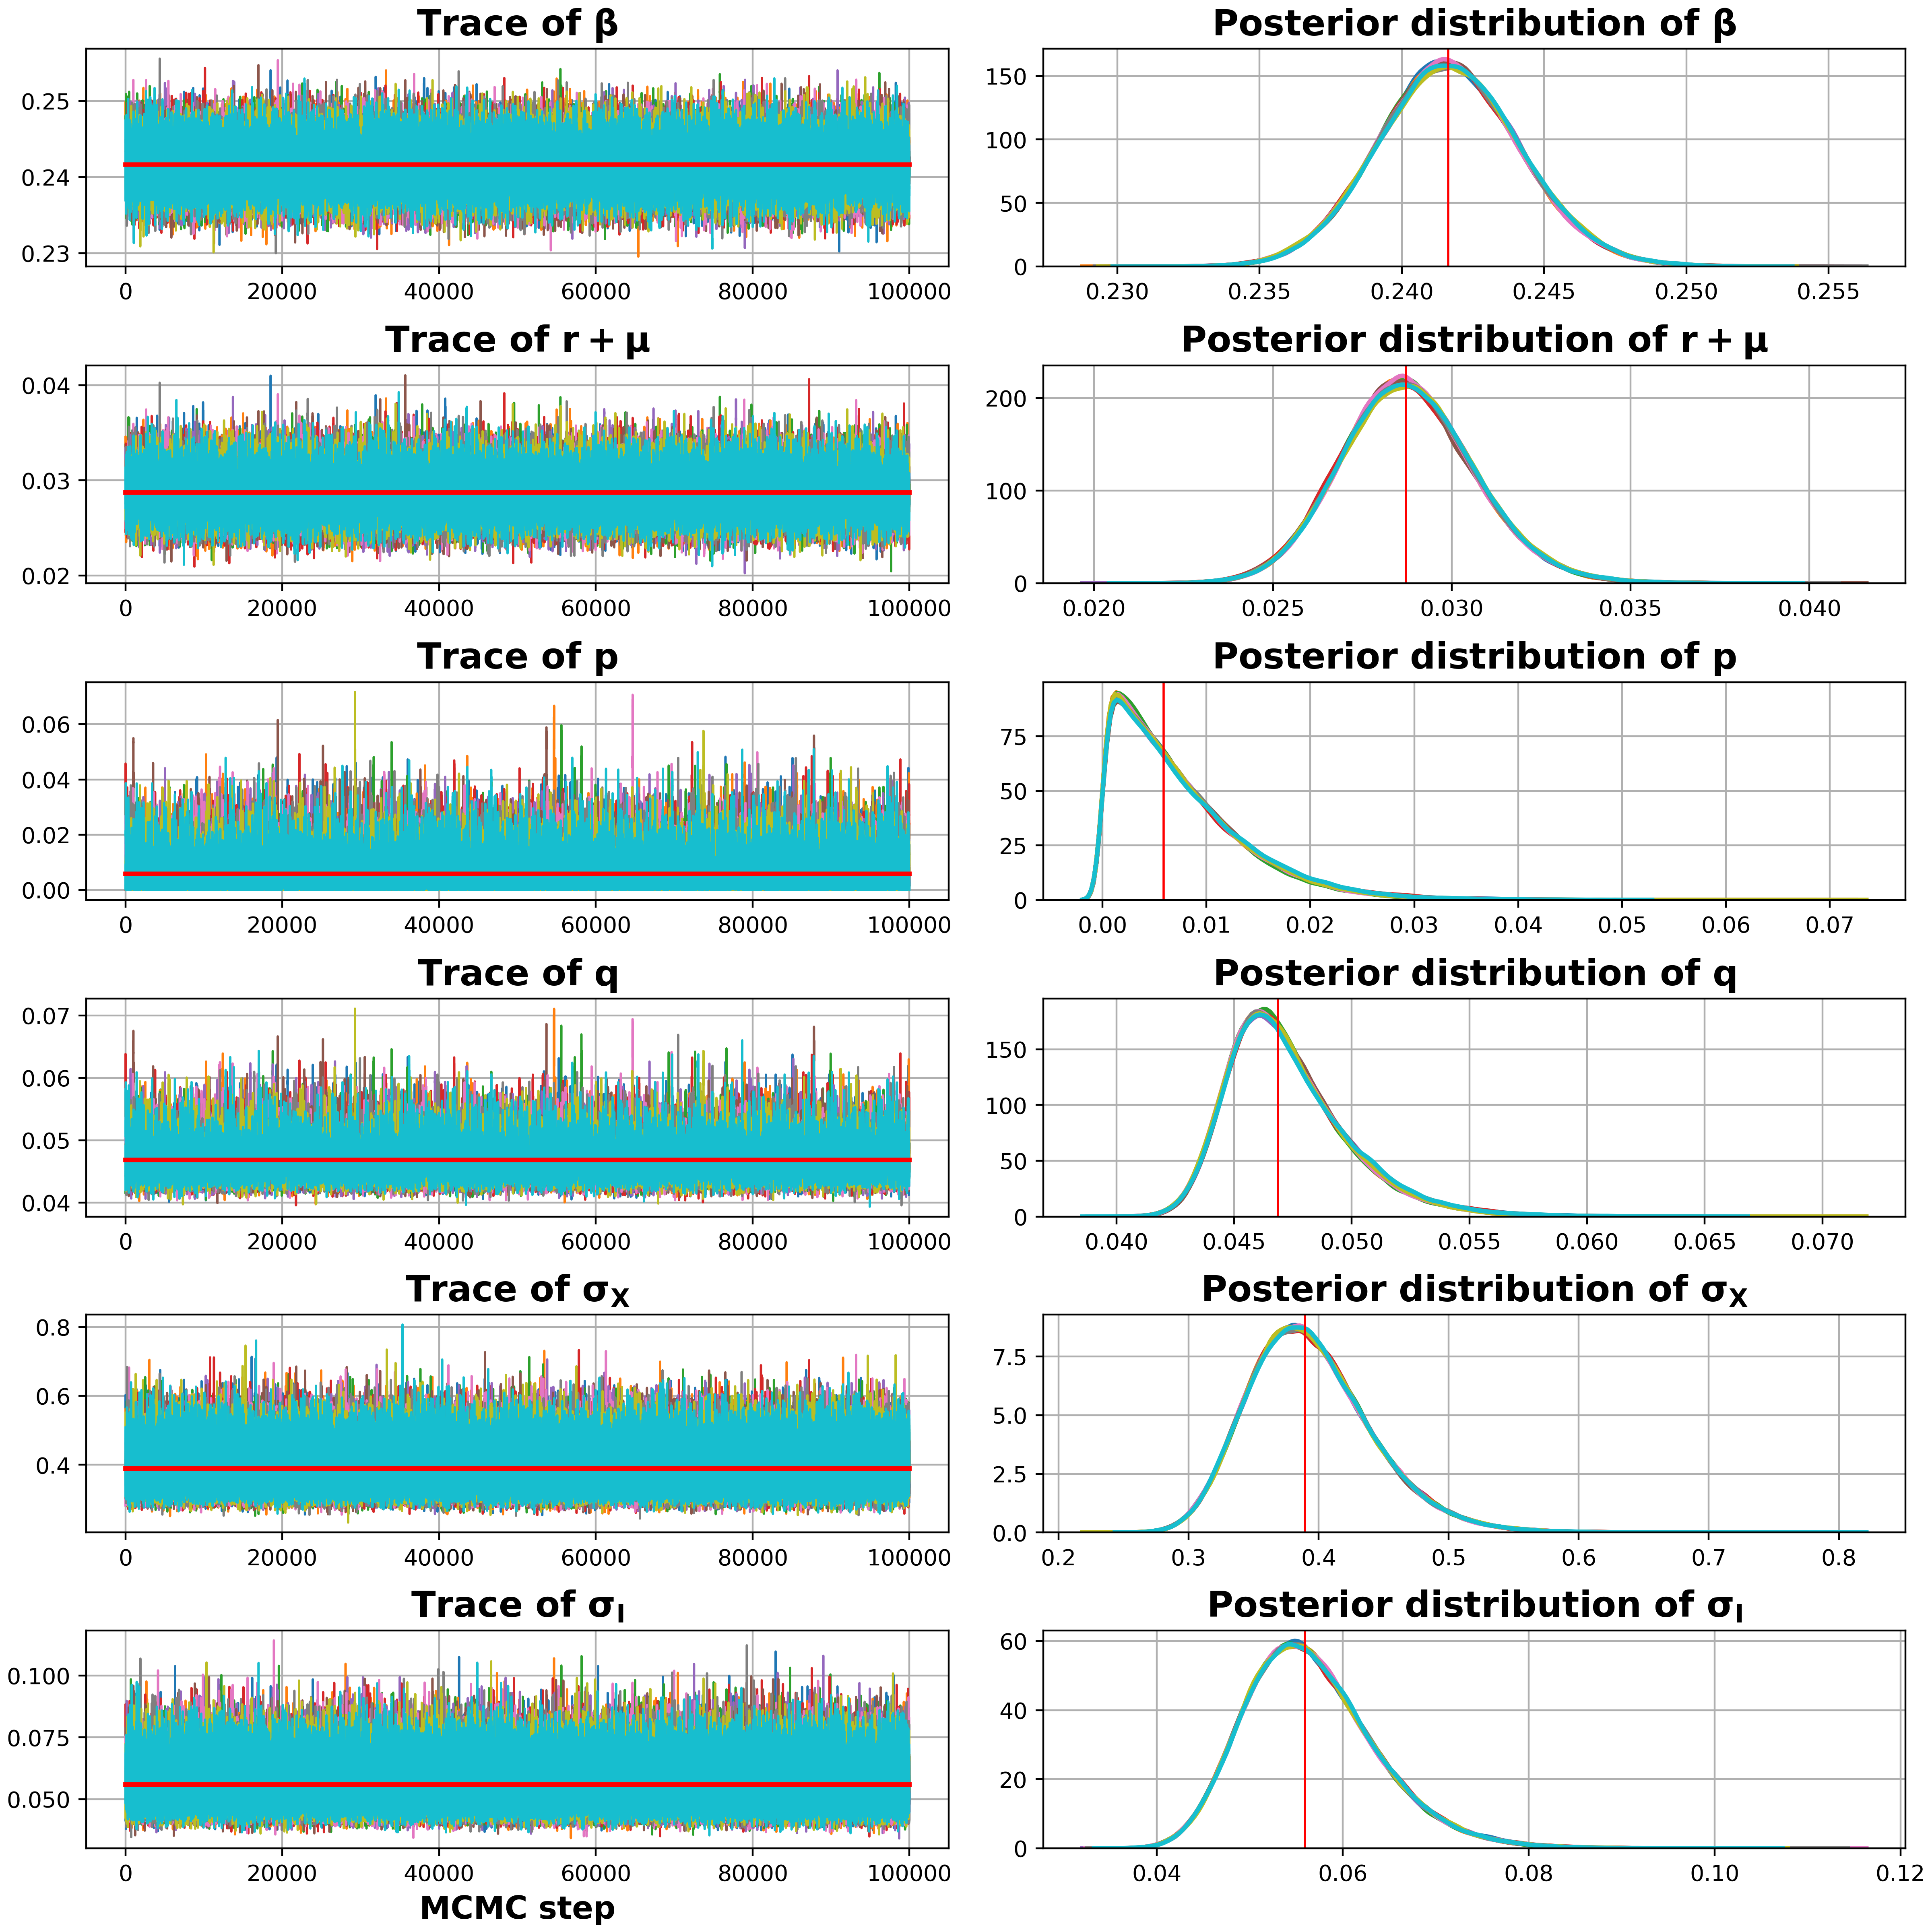 Trace of β
Posterior distribution of β
0.25
0.24
0.23
0 20000 40000 60000 80000 100000
150
100
50
0
0.230 0.235 0.240 0.245 0.250 0.255
Trace of r + μ
Posterior distribution of r + μ
0.04
0.03
0.02
0 20000 40000 60000 80000 100000
200
100
0
0.020 0.025 0.030 0.035 0.040
Trace of p
Posterior distribution of p
0.06
0.04
0.02
0.00
0 20000 40000 60000 80000 100000
75
50
25
0
0.00 0.01 0.02 0.03 0.04 0.05 0.06 0.07
Trace of q
Posterior distribution of q
0.07
0.06
0.05
0.04
0 20000 40000 60000 80000 100000
150
100
50
0
0.040 0.045 0.050 0.055 0.060 0.065 0.070
Trace of σX
Posterior distribution of σX
0.8
0.6
0.4
0 20000 40000 60000 80000 100000
7.5
5.0
2.5
0.0
0.2 0.3 0.4 0.5 0.6 0.7 0.8
Trace of σI
Posterior distribution of σI
0.100
0.075
0.050
0 20000 40000 60000 80000 100000
MCMC step
60
40
20
0
0.04 0.06 0.08 0.10 0.12